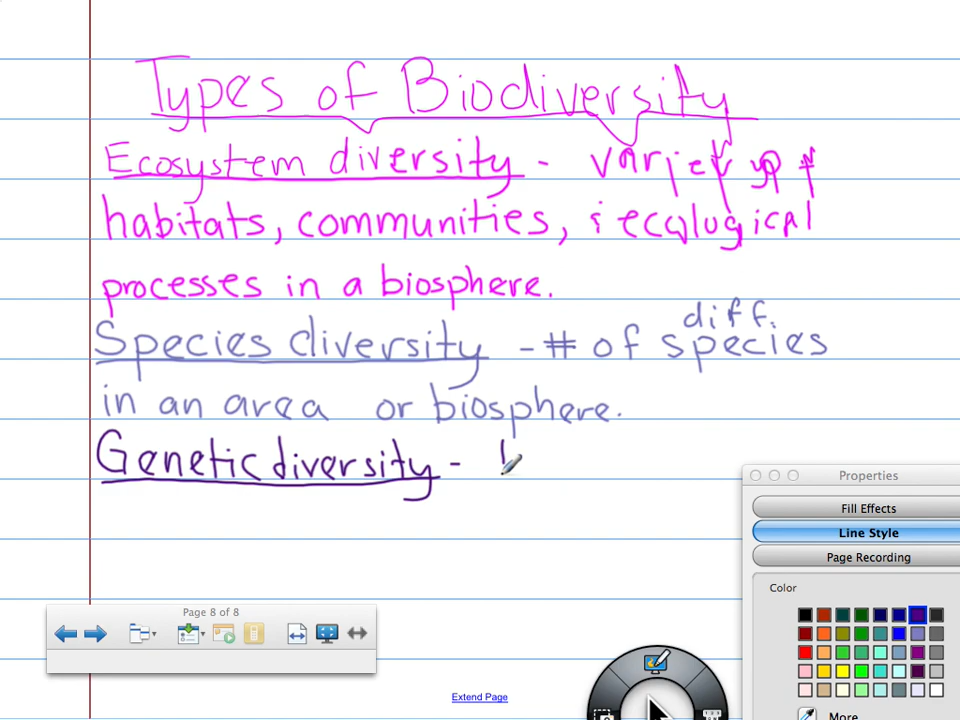 Types of Biodiversity
Ecosystem diversity - variety of
habitats, communities, & ecological
processes in a biosphere.
diff.
Species diversity - # of species
in an area or biosphere.
Genetic diversity -
Properties
Fill Effects
Line Style
Page Recording
Color
More
Page 8 of 8
Extend Page